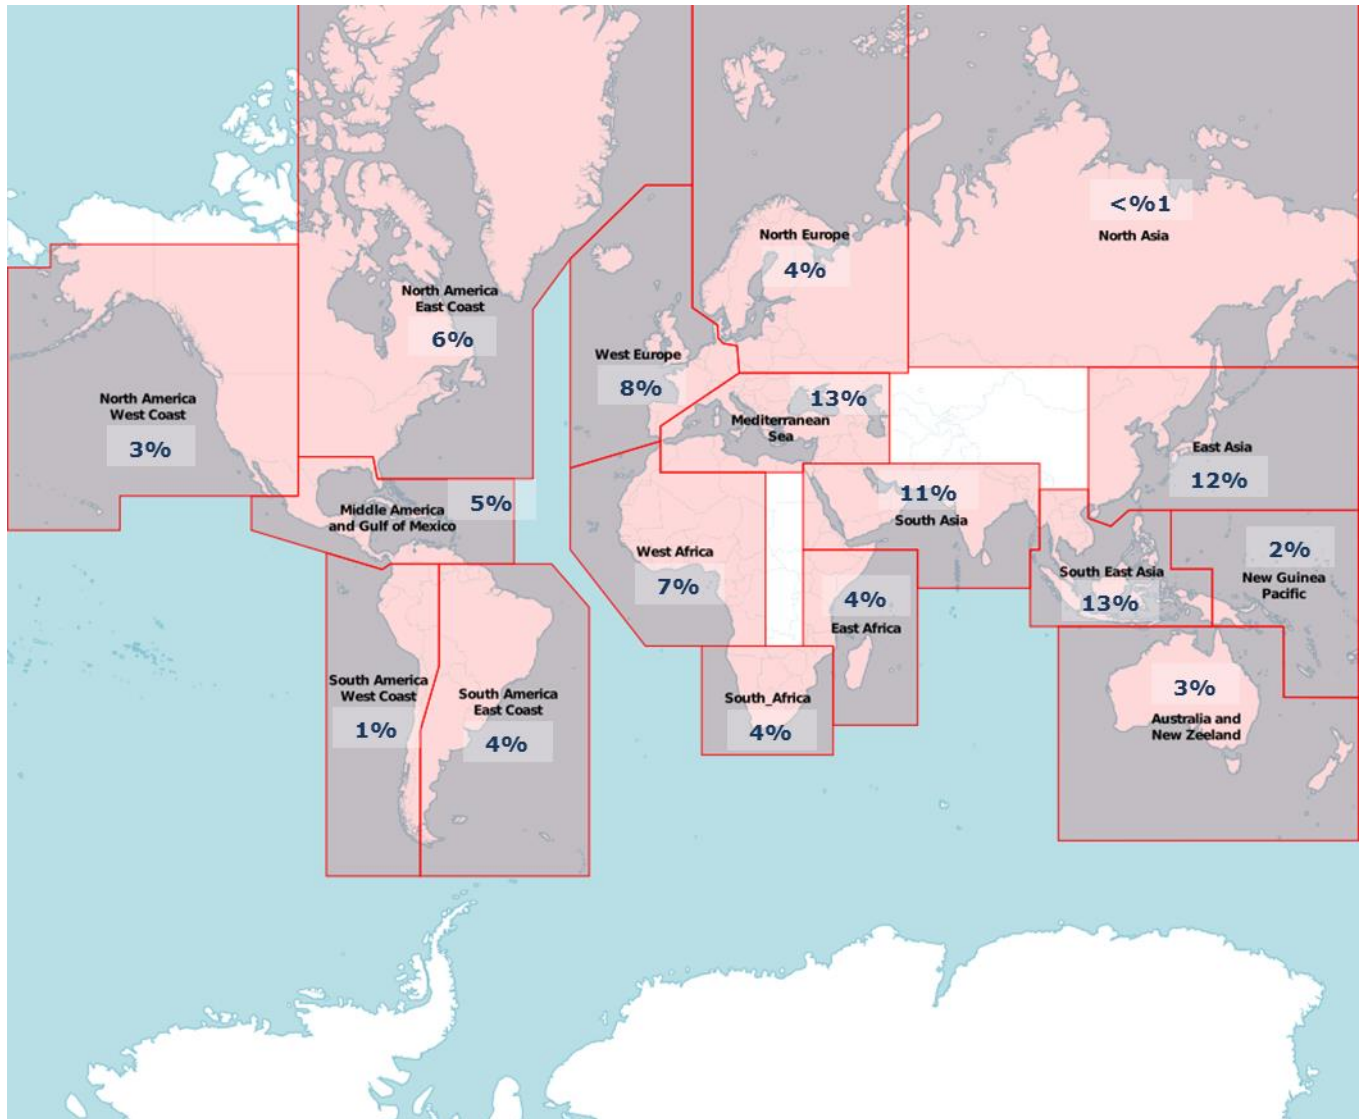 <%1
North Asia
North Europe
4%
North America
East Coast
6%
West Europe
8%
13%
Mediterranean
Sea
North America
West Coast
3%
East Asia
12%
5%
Middle America
and Gulf of Mexico
11%
South Asia
West Africa
7%
2%
New Guinea
Pacific
South East Asia
13%
4%
East Africa
South America
West Coast
1%
South America
East Coast
4%
South_Africa
4%
3%
Australia and
New Zeeland